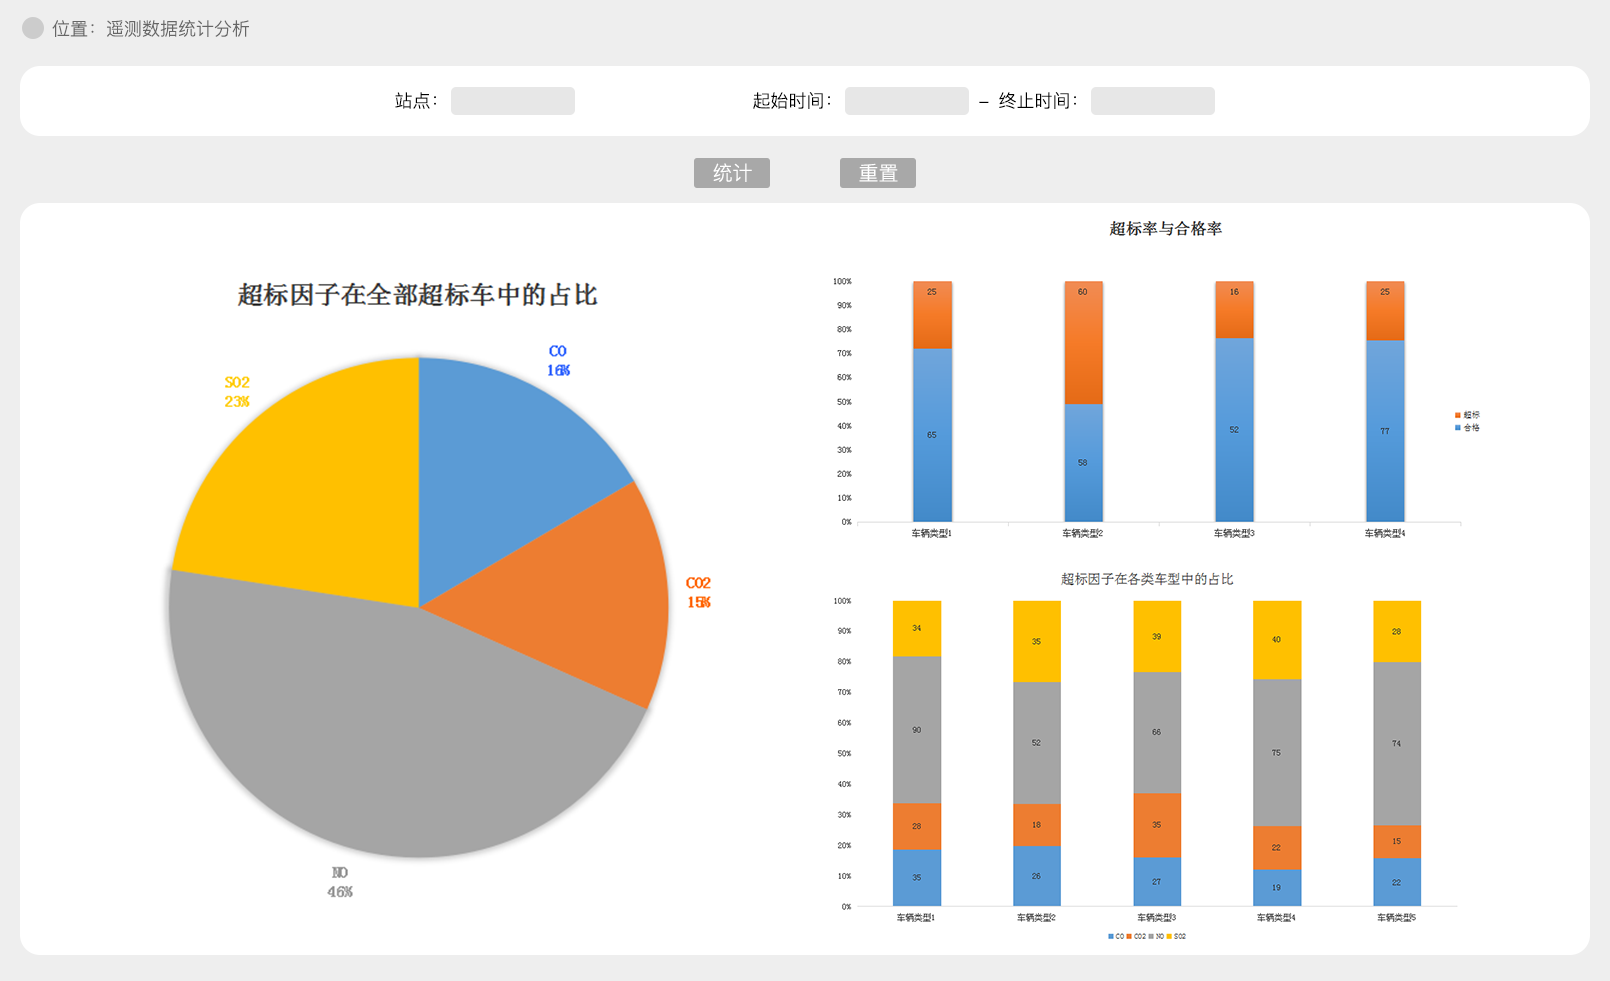 位置：遥测数据统计分析
站点：
起始时间： – 终止时间：
统计 重置
超标因子在全部超标车中的占比
CO
16%
SO2
23%
CO2
15%
NO
46%
超标率与合格率
100%
90%
80%
70%
60%
50%
40%
30%
20%
10%
0%
25 60 16 25
65 58 52 77
车辆类型1 车辆类型2 车辆类型3 车辆类型4
超标
合格
超标因子在各类车型中的占比
100%
90%
80%
70%
60%
50%
40%
30%
20%
10%
0%
34 35 39 40 28
90 52 66 75 74
28 18 35 22 15
35 26 27 19 22
车辆类型1 车辆类型2 车辆类型3 车辆类型4 车辆类型5
CO CO2 NO SO2